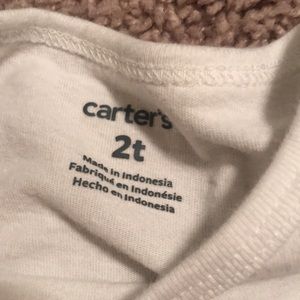 carter's
2t
Made in Indonesia
Fabriqué en Indonésie
Hecho en Indonesia